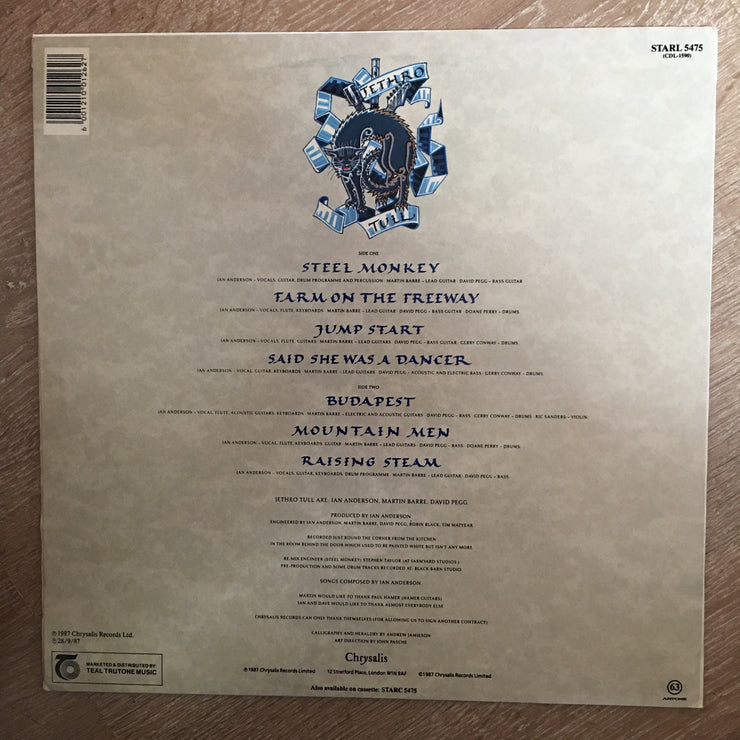 6 001210 012621
STARL 5475
(CDL-1590)
JETHRO
TULL
SIDE ONE
STEEL MONKEY
IAN ANDERSON – VOCALS, GUITAR, DRUM PROGRAMME AND PERCUSSION · MARTIN BARRE – LEAD GUITAR · DAVID PEGG – BASS GUITAR
FARM ON THE FREEWAY
IAN ANDERSON – VOCALS, FLUTE, KEYBOARDS · MARTIN BARRE – LEAD GUITAR · DAVID PEGG – BASS GUITAR · DOANE PERRY – DRUMS.
JUMP START
IAN ANDERSON – VOCALS, FLUTE, GUITARS · MARTIN BARRE – LEAD GUITARS · DAVID PEGG – BASS GUITAR · GERRY CONWAY – DRUMS.
SAID SHE WAS A DANCER
IAN ANDERSON – VOCAL, GUITAR, KEYBOARDS · MARTIN BARRE – LEAD GUITARS · DAVID PEGG – ACOUSTIC AND ELECTRIC BASS · GERRY CONWAY – DRUMS.
SIDE TWO
BUDAPEST
IAN ANDERSON – VOCAL, FLUTE, ACOUSTIC GUITARS, KEYBOARDS · MARTIN BARRE – ELECTRIC AND ACOUSTIC GUITARS · DAVID PEGG – BASS · GERRY CONWAY – DRUMS · RIC SANDERS – VIOLIN.
MOUNTAIN MEN
IAN ANDERSON – VOCAL, FLUTE, KEYBOARDS, GUITAR · MARTIN BARRE – LEAD GUITARS · DAVID PEGG – BASS · DOANE PERRY – DRUMS.
RAISING STEAM
IAN ANDERSON – VOCALS, GUITAR, KEYBOARDS, DRUM PROGRAMME · MARTIN BARRE – LEAD GUITAR · DAVID PEGG – BASS.
JETHRO TULL ARE: IAN ANDERSON, MARTIN BARRE, DAVID PEGG
PRODUCED BY IAN ANDERSON
ENGINEERED BY IAN ANDERSON, MARTIN BARRE, DAVID PEGG, ROBIN BLACK, TIM MATYEAR
RECORDED JUST ROUND THE CORNER FROM THE KITCHEN
IN THE ROOM BEHIND THE DOOR WHICH USED TO BE PAINTED WHITE BUT ISN'T ANY MORE.
RE-MIX ENGINEER (STEEL MONKEY) STEPHEN TAYLOR (AT FARMYARD STUDIOS)
PRE-PRODUCTION AND SOME DRUM TRACKS RECORDED AT BLACK BARN STUDIO.
SONGS COMPOSED BY IAN ANDERSON
MARTIN WOULD LIKE TO THANK PAUL HAMER (HAMER GUITARS)
IAN AND DAVE WOULD LIKE TO THANK ALMOST EVERYBODY ELSE
CHRYSALIS RECORDS CAN ONLY THANK THEMSELVES (FOR ALLOWING US TO SIGN ANOTHER CONTRACT)
CALLIGRAPHY AND HERALDRY BY ANDREW JAMIESON
ART DIRECTION BY JOHN PASCHE
Chrysalis
℗ 1987 Chrysalis Records Ltd.
℗ 28/9/87
MARKETED & DISTRIBUTED BY:
TEAL TRUTONE MUSIC
℗ 1987 Chrysalis Records Limited 12 Stratford Place, London W1N 9AF ©1987 Chrysalis Records Limited
Also available on cassette: STARC 5475
63
ARTONE